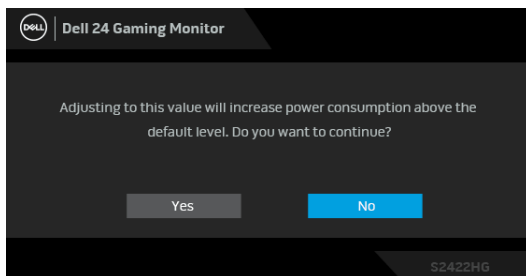 DELL
Dell 24 Gaming Monitor
Adjusting to this value will increase power consumption above the
default level. Do you want to continue?
Yes
No
S2422HG